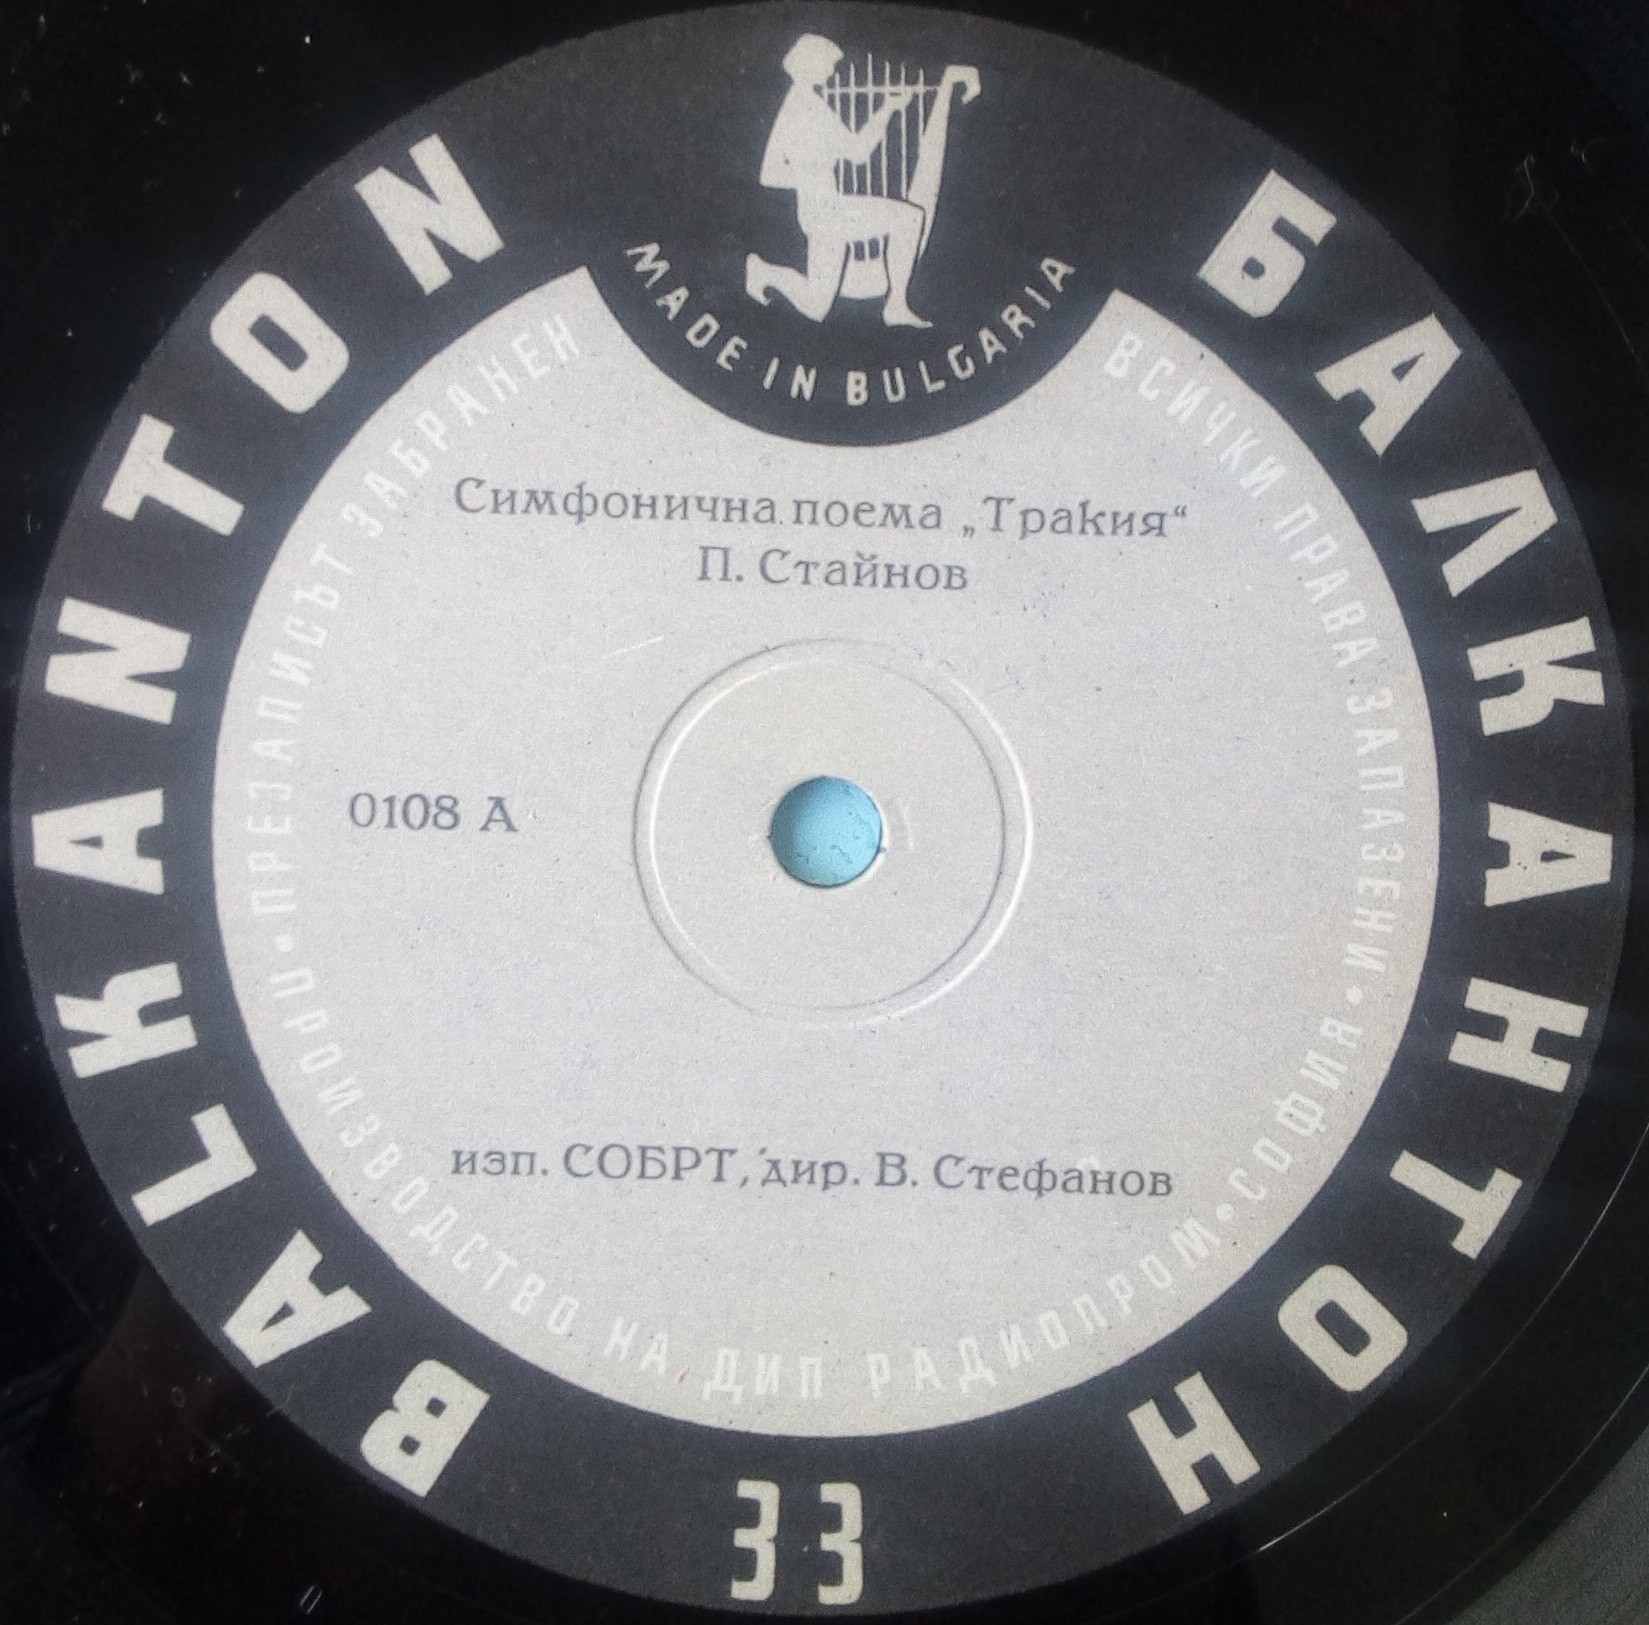 BALKANTON
БАЛКАНТОН
MADE IN BULGARIA
ПРОИЗВОДСТВО НА ДИП РАДИОПРОМ • СОФИЯ • ВСИЧКИ ПРАВА ЗАПАЗЕНИ
• ПРЕЗАПИСЪТ ЗАБРАНЕН
Симфонична поема „Тракия“
П. Стайнов
0108 А
изп. СОБРТ, дир. В. Стефанов
33